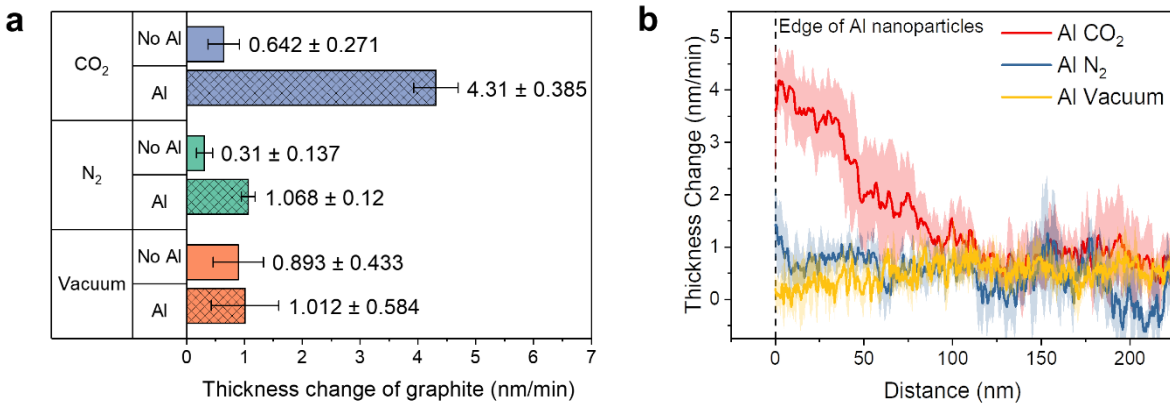 a
CO2
No Al
0.642 ± 0.271
Al
4.31 ± 0.385
N2
No Al
0.31 ± 0.137
Al
1.068 ± 0.12
Vacuum
No Al
0.893 ± 0.433
Al
1.012 ± 0.584
0 1 2 3 4 5 6 7
Thickness change of graphite (nm/min)
b
Edge of Al nanoparticles
Al CO2
Al N2
Al Vacuum
5
4
3
2
1
0
Thickness Change (nm/min)
0 50 100 150 200
Distance (nm)